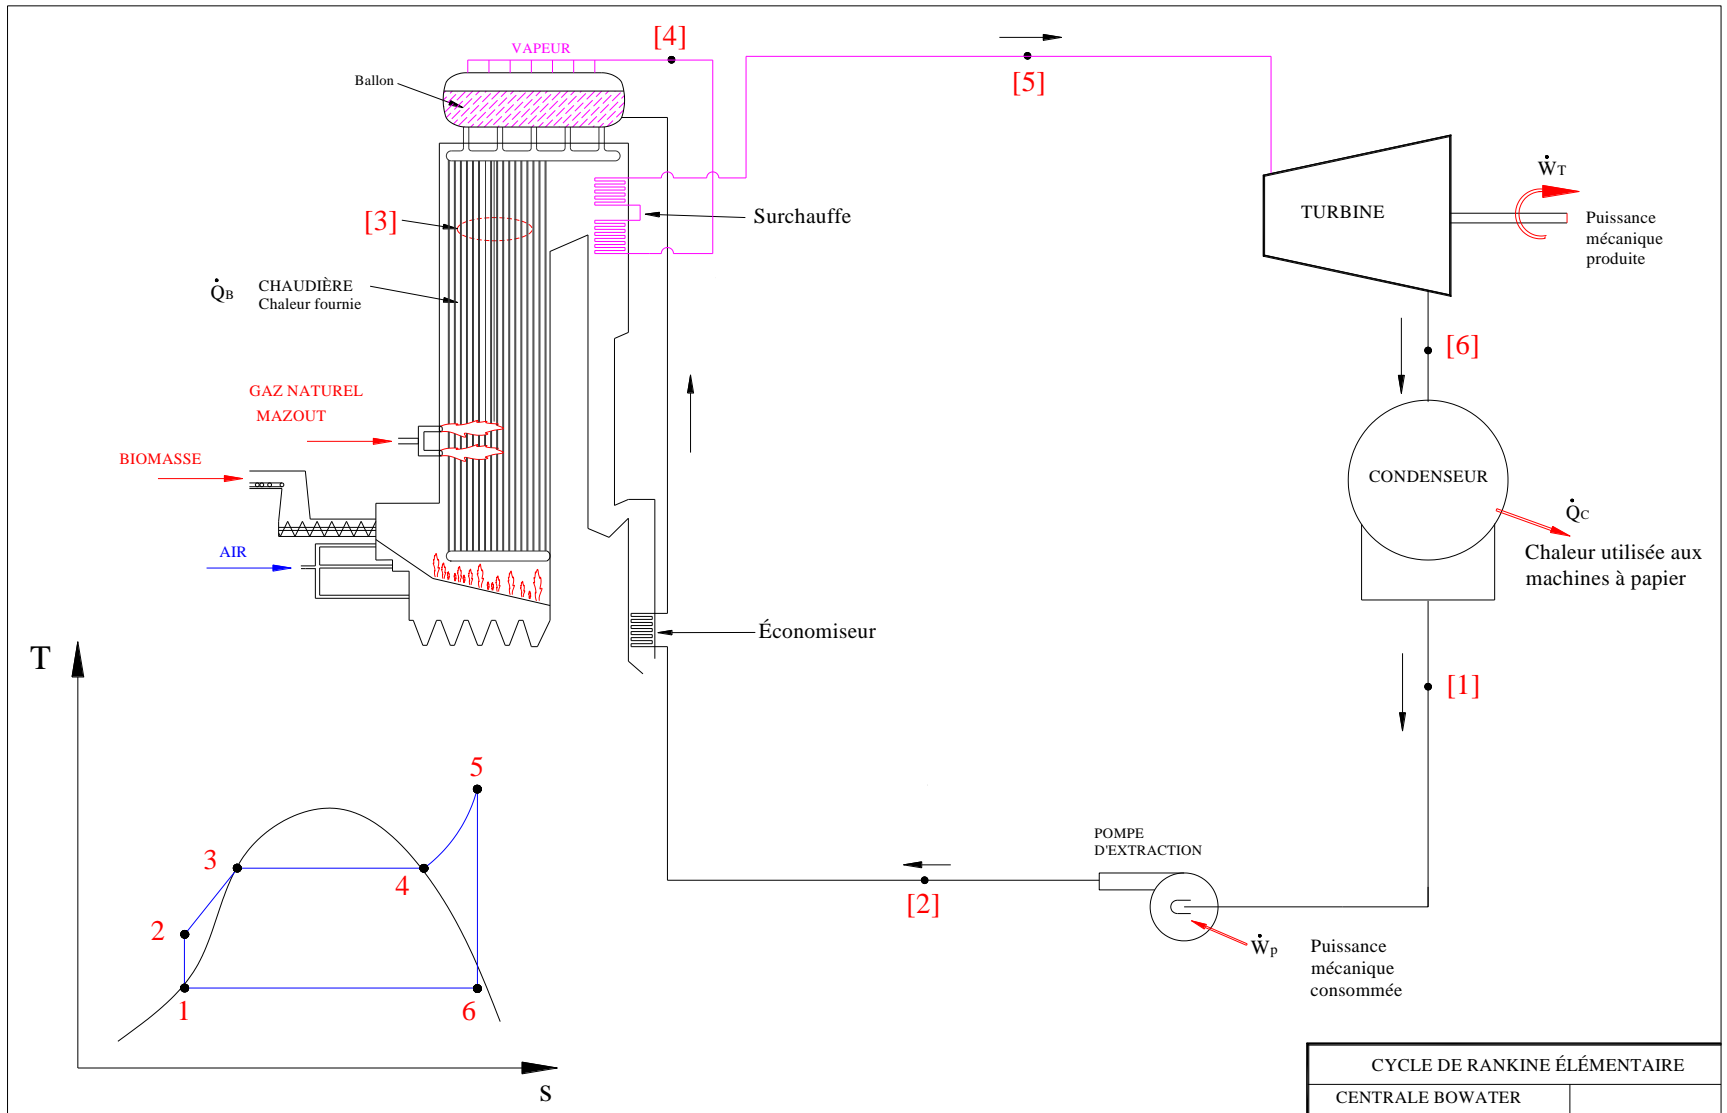 VAPEUR
[4]
Ballon
[5]
[3]
Surchauffe
TURBINE
ẆT
Puissance
mécanique
produite
Q̇B
CHAUDIÈRE
Chaleur fournie
[6]
GAZ NATUREL
MAZOUT
BIOMASSE
CONDENSEUR
Q̇C
AIR
Chaleur utilisée aux
machines à papier
Économiseur
[1]
T
5
3
4
2
1
6
s
POMPE
D'EXTRACTION
[2]
Ẇp
Puissance
mécanique
consommée
CYCLE DE RANKINE ÉLÉMENTAIRE
CENTRALE BOWATER